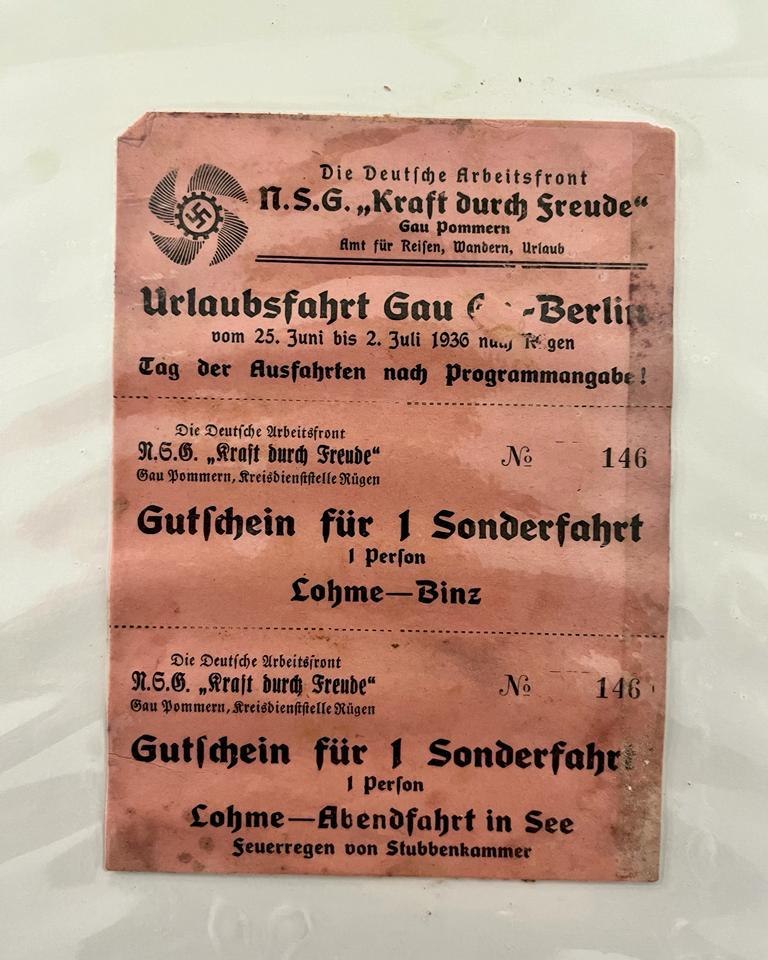 Die Deutsche Arbeitsfront
N.S.G. „Kraft durch Freude“
Gau Pommern
Amt für Reisen, Wandern, Urlaub
Urlaubsfahrt Gau -Berlin
vom 25. Juni bis 2. Juli 1936 nach Rügen
Tag der Ausfahrten nach Programmangabe!
Die Deutsche Arbeitsfront
N.S.G. „Kraft durch Freude“
Gau Pommern, Kreisdienststelle Rügen
№ 146
Gutschein für 1 Sonderfahrt
1 Person
Lohme—Binz
Die Deutsche Arbeitsfront
N.S.G. „Kraft durch Freude“
Gau Pommern, Kreisdienststelle Rügen
№ 146
Gutschein für 1 Sonderfahrt
1 Person
Lohme—Abendfahrt in See
Feuerregen von Stubbenkammer